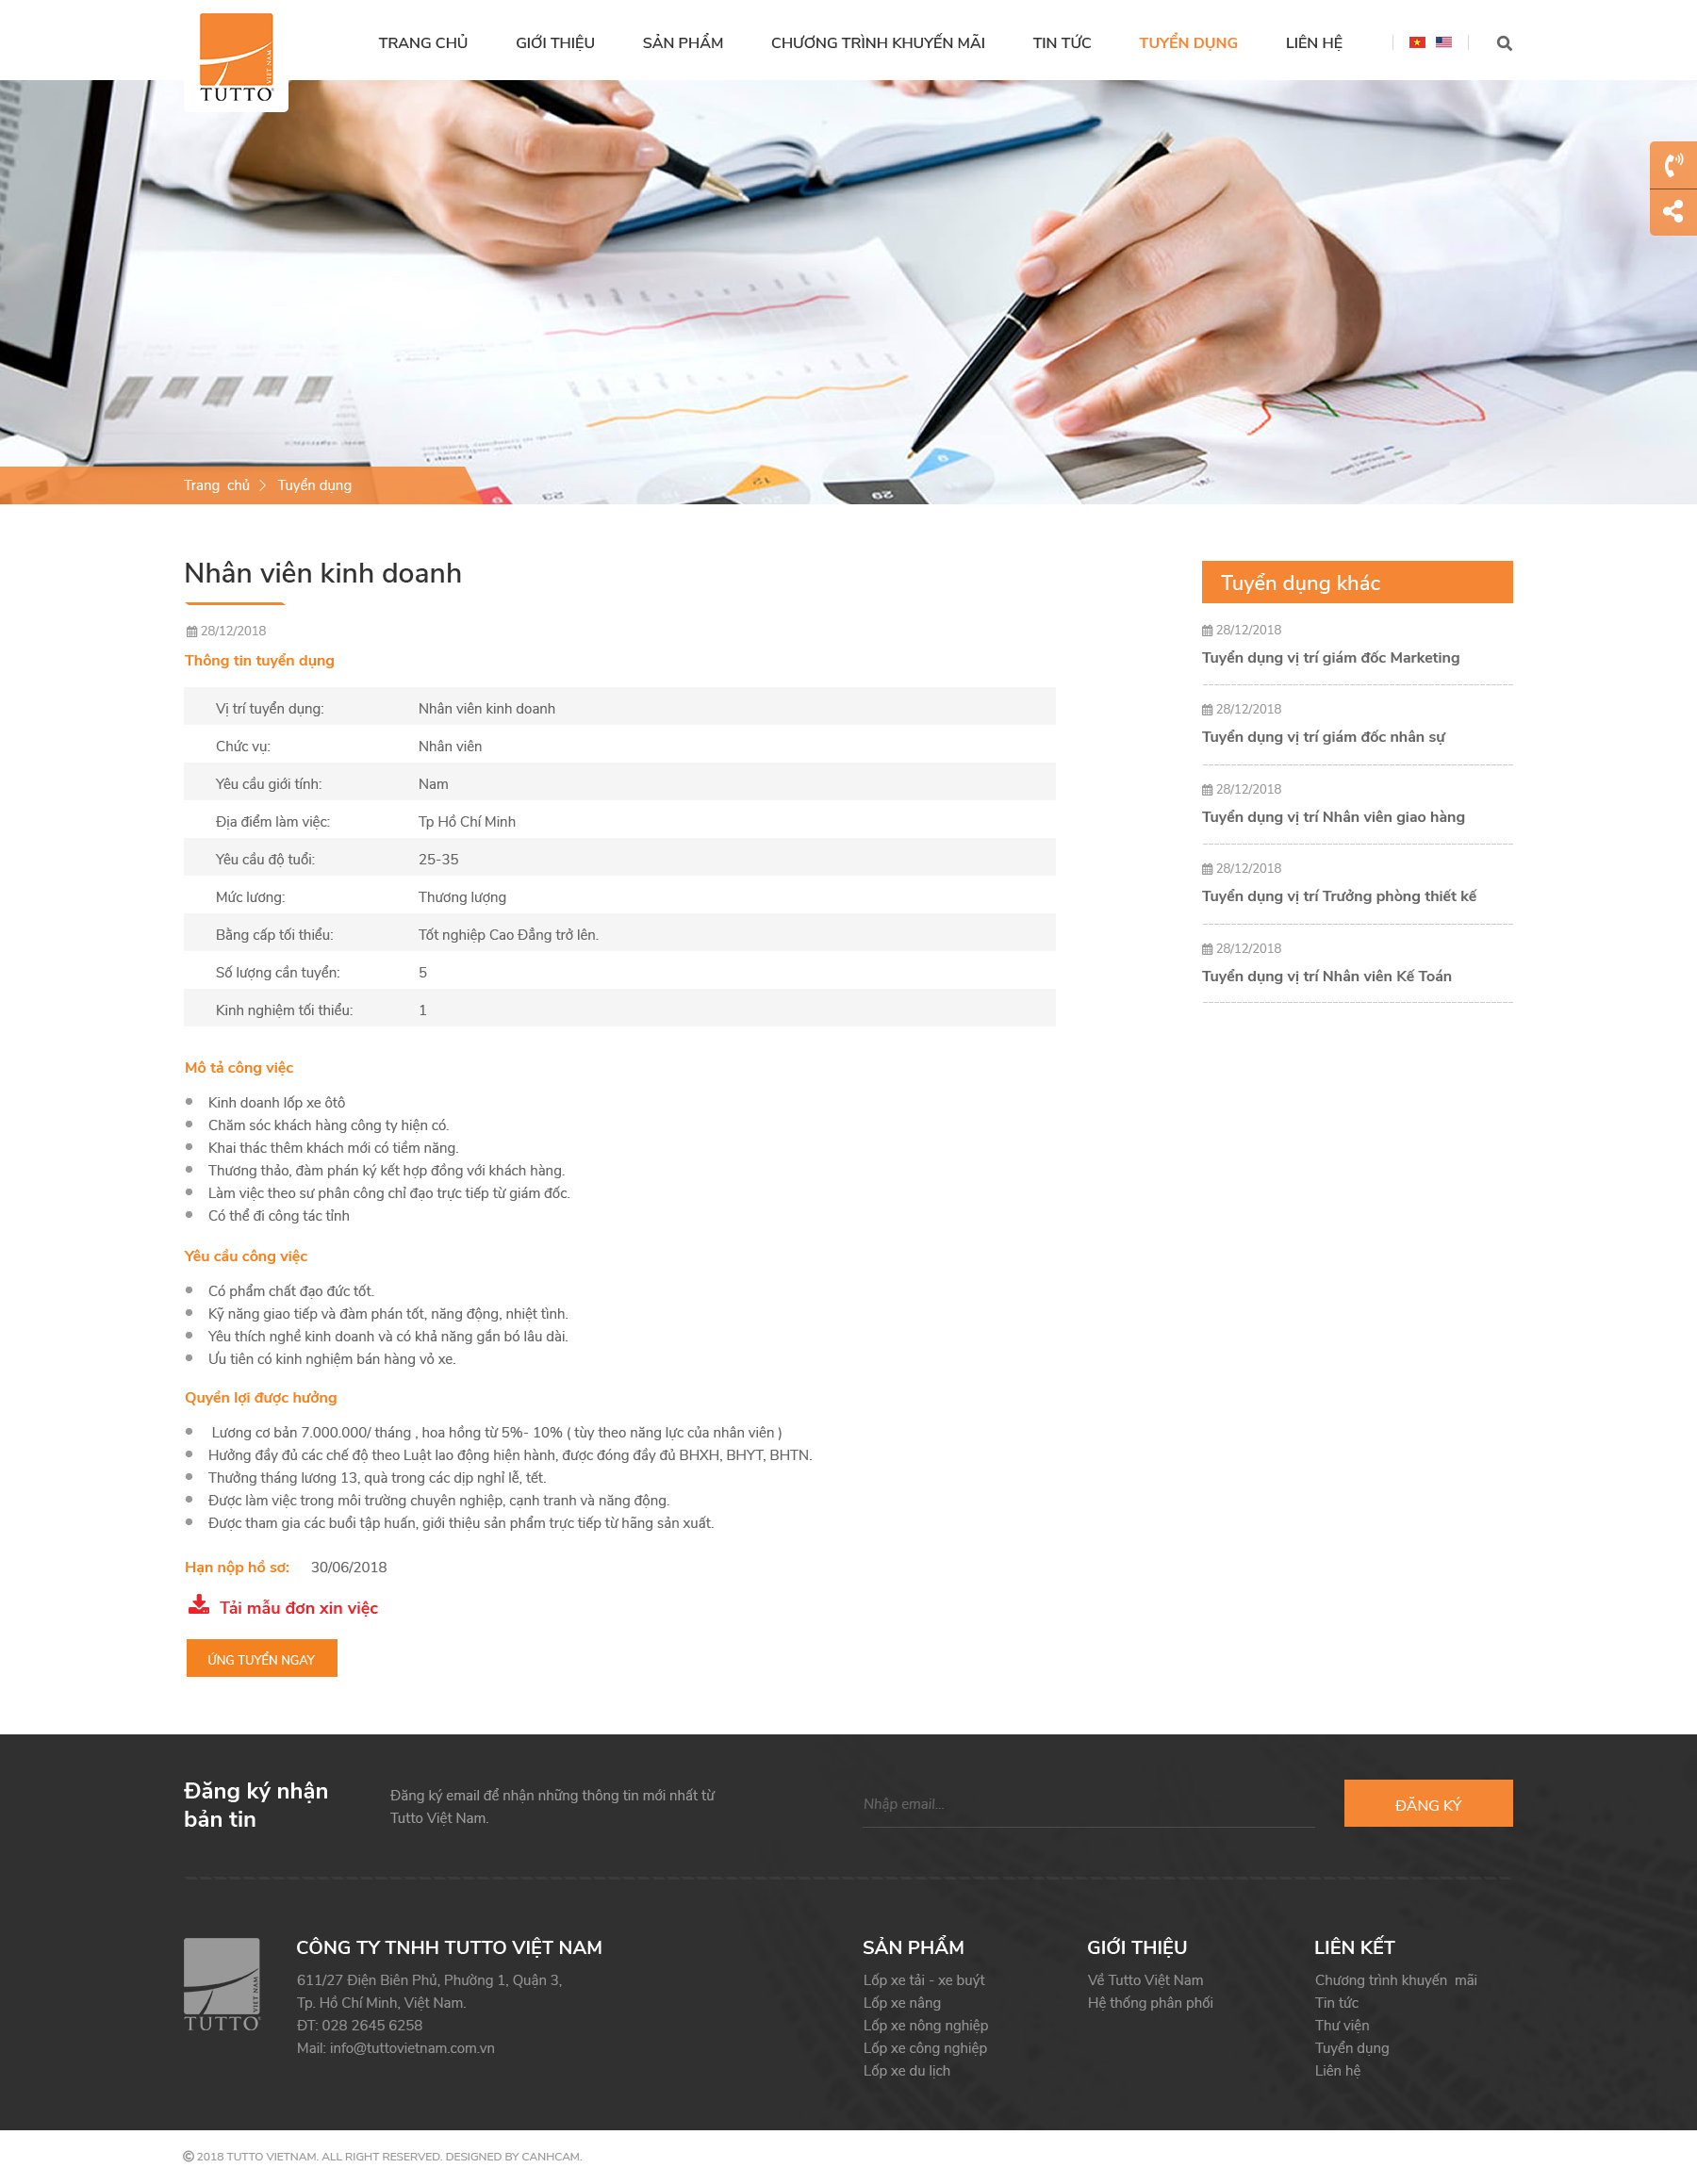 TUTTO
VIỆT NAM
TRANG CHỦ
GIỚI THIỆU
SẢN PHẨM
CHƯƠNG TRÌNH KHUYẾN MÃI
TIN TỨC
TUYỂN DỤNG
LIÊN HỆ
Trang chủ
Tuyển dụng
Nhân viên kinh doanh
28/12/2018
Thông tin tuyển dụng
Vị trí tuyển dụng: Nhân viên kinh doanh
Chức vụ: Nhân viên
Yêu cầu giới tính: Nam
Địa điểm làm việc: Tp Hồ Chí Minh
Yêu cầu độ tuổi: 25-35
Mức lương: Thương lượng
Bằng cấp tối thiểu: Tốt nghiệp Cao Đẳng trở lên.
Số lượng cần tuyển: 5
Kinh nghiệm tối thiểu: 1
Mô tả công việc
Kinh doanh lốp xe ôtô
Chăm sóc khách hàng công ty hiện có.
Khai thác thêm khách mới có tiềm năng.
Thương thảo, đàm phán ký kết hợp đồng với khách hàng.
Làm việc theo sư phân công chỉ đạo trực tiếp từ giám đốc.
Có thể đi công tác tỉnh
Yêu cầu công việc
Có phẩm chất đạo đức tốt.
Kỹ năng giao tiếp và đàm phán tốt, năng động, nhiệt tình.
Yêu thích nghề kinh doanh và có khả năng gắn bó lâu dài.
Ưu tiên có kinh nghiệm bán hàng vỏ xe.
Quyền lợi được hưởng
Lương cơ bản 7.000.000/ tháng , hoa hồng từ 5%- 10% ( tùy theo năng lực của nhân viên )
Hưởng đầy đủ các chế độ theo Luật lao động hiện hành, được đóng đầy đủ BHXH, BHYT, BHTN.
Thưởng tháng lương 13, quà trong các dịp nghỉ lễ, tết.
Được làm việc trong môi trường chuyên nghiệp, cạnh tranh và năng động.
Được tham gia các buổi tập huấn, giới thiệu sản phẩm trực tiếp từ hãng sản xuất.
Hạn nộp hồ sơ: 30/06/2018
Tải mẫu đơn xin việc
ỨNG TUYỂN NGAY
Tuyển dụng khác
28/12/2018
Tuyển dụng vị trí giám đốc Marketing
28/12/2018
Tuyển dụng vị trí giám đốc nhân sự
28/12/2018
Tuyển dụng vị trí Nhân viên giao hàng
28/12/2018
Tuyển dụng vị trí Trưởng phòng thiết kế
28/12/2018
Tuyển dụng vị trí Nhân viên Kế Toán
Đăng ký nhận
bản tin
Đăng ký email để nhận những thông tin mới nhất từ
Tutto Việt Nam.
Nhập email...
ĐĂNG KÝ
TUTTO
VIỆT NAM
CÔNG TY TNHH TUTTO VIỆT NAM
611/27 Điện Biên Phủ, Phường 1, Quận 3,
Tp. Hồ Chí Minh, Việt Nam.
ĐT: 028 2645 6258
Mail: info@tuttovietnam.com.vn
SẢN PHẨM
Lốp xe tải - xe buýt
Lốp xe nâng
Lốp xe nông nghiệp
Lốp xe công nghiệp
Lốp xe du lịch
GIỚI THIỆU
Về Tutto Việt Nam
Hệ thống phân phối
LIÊN KẾT
Chương trình khuyến mãi
Tin tức
Thư viện
Tuyển dụng
Liên hệ
© 2018 TUTTO VIETNAM. ALL RIGHT RESERVED. DESIGNED BY CANHCAM.